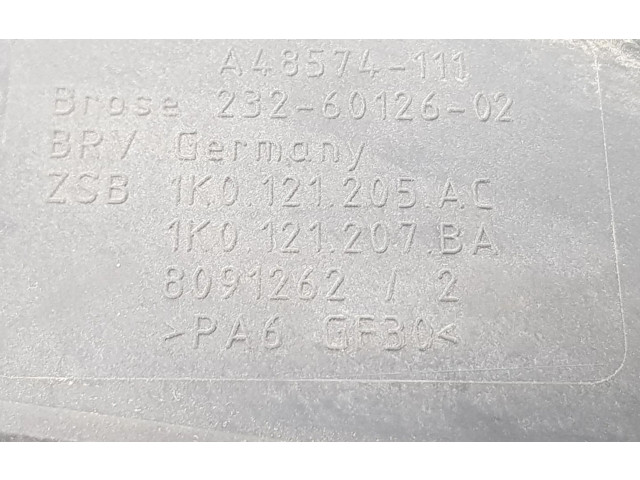 A48574-111
Brose 232-60126-02
BRV Germany
ZSB 1K0.121.205.AC
1K0.121.207.BA
8091262 / 2
>PA6 GF30<